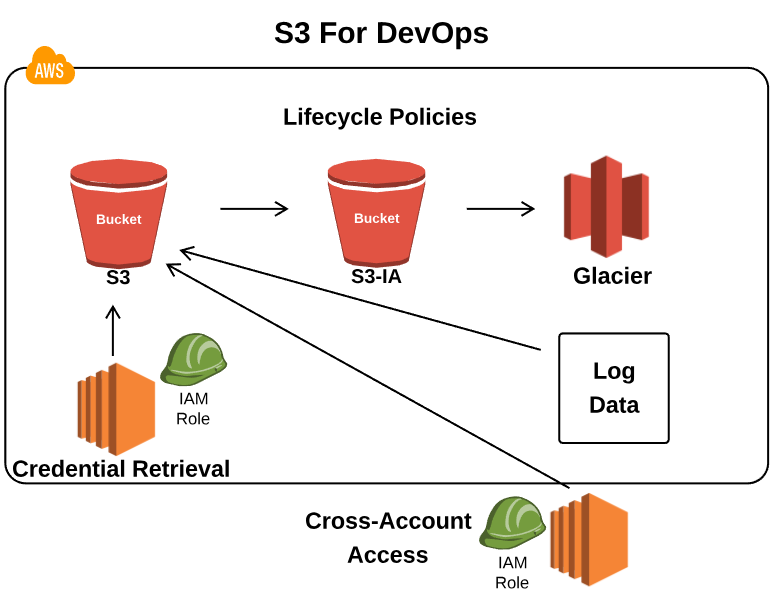 S3 For DevOps
AWS
Lifecycle Policies
Bucket
Bucket
S3
S3-IA
Glacier
IAM
Role
Log
Data
Credential Retrieval
Cross-Account
Access
IAM
Role